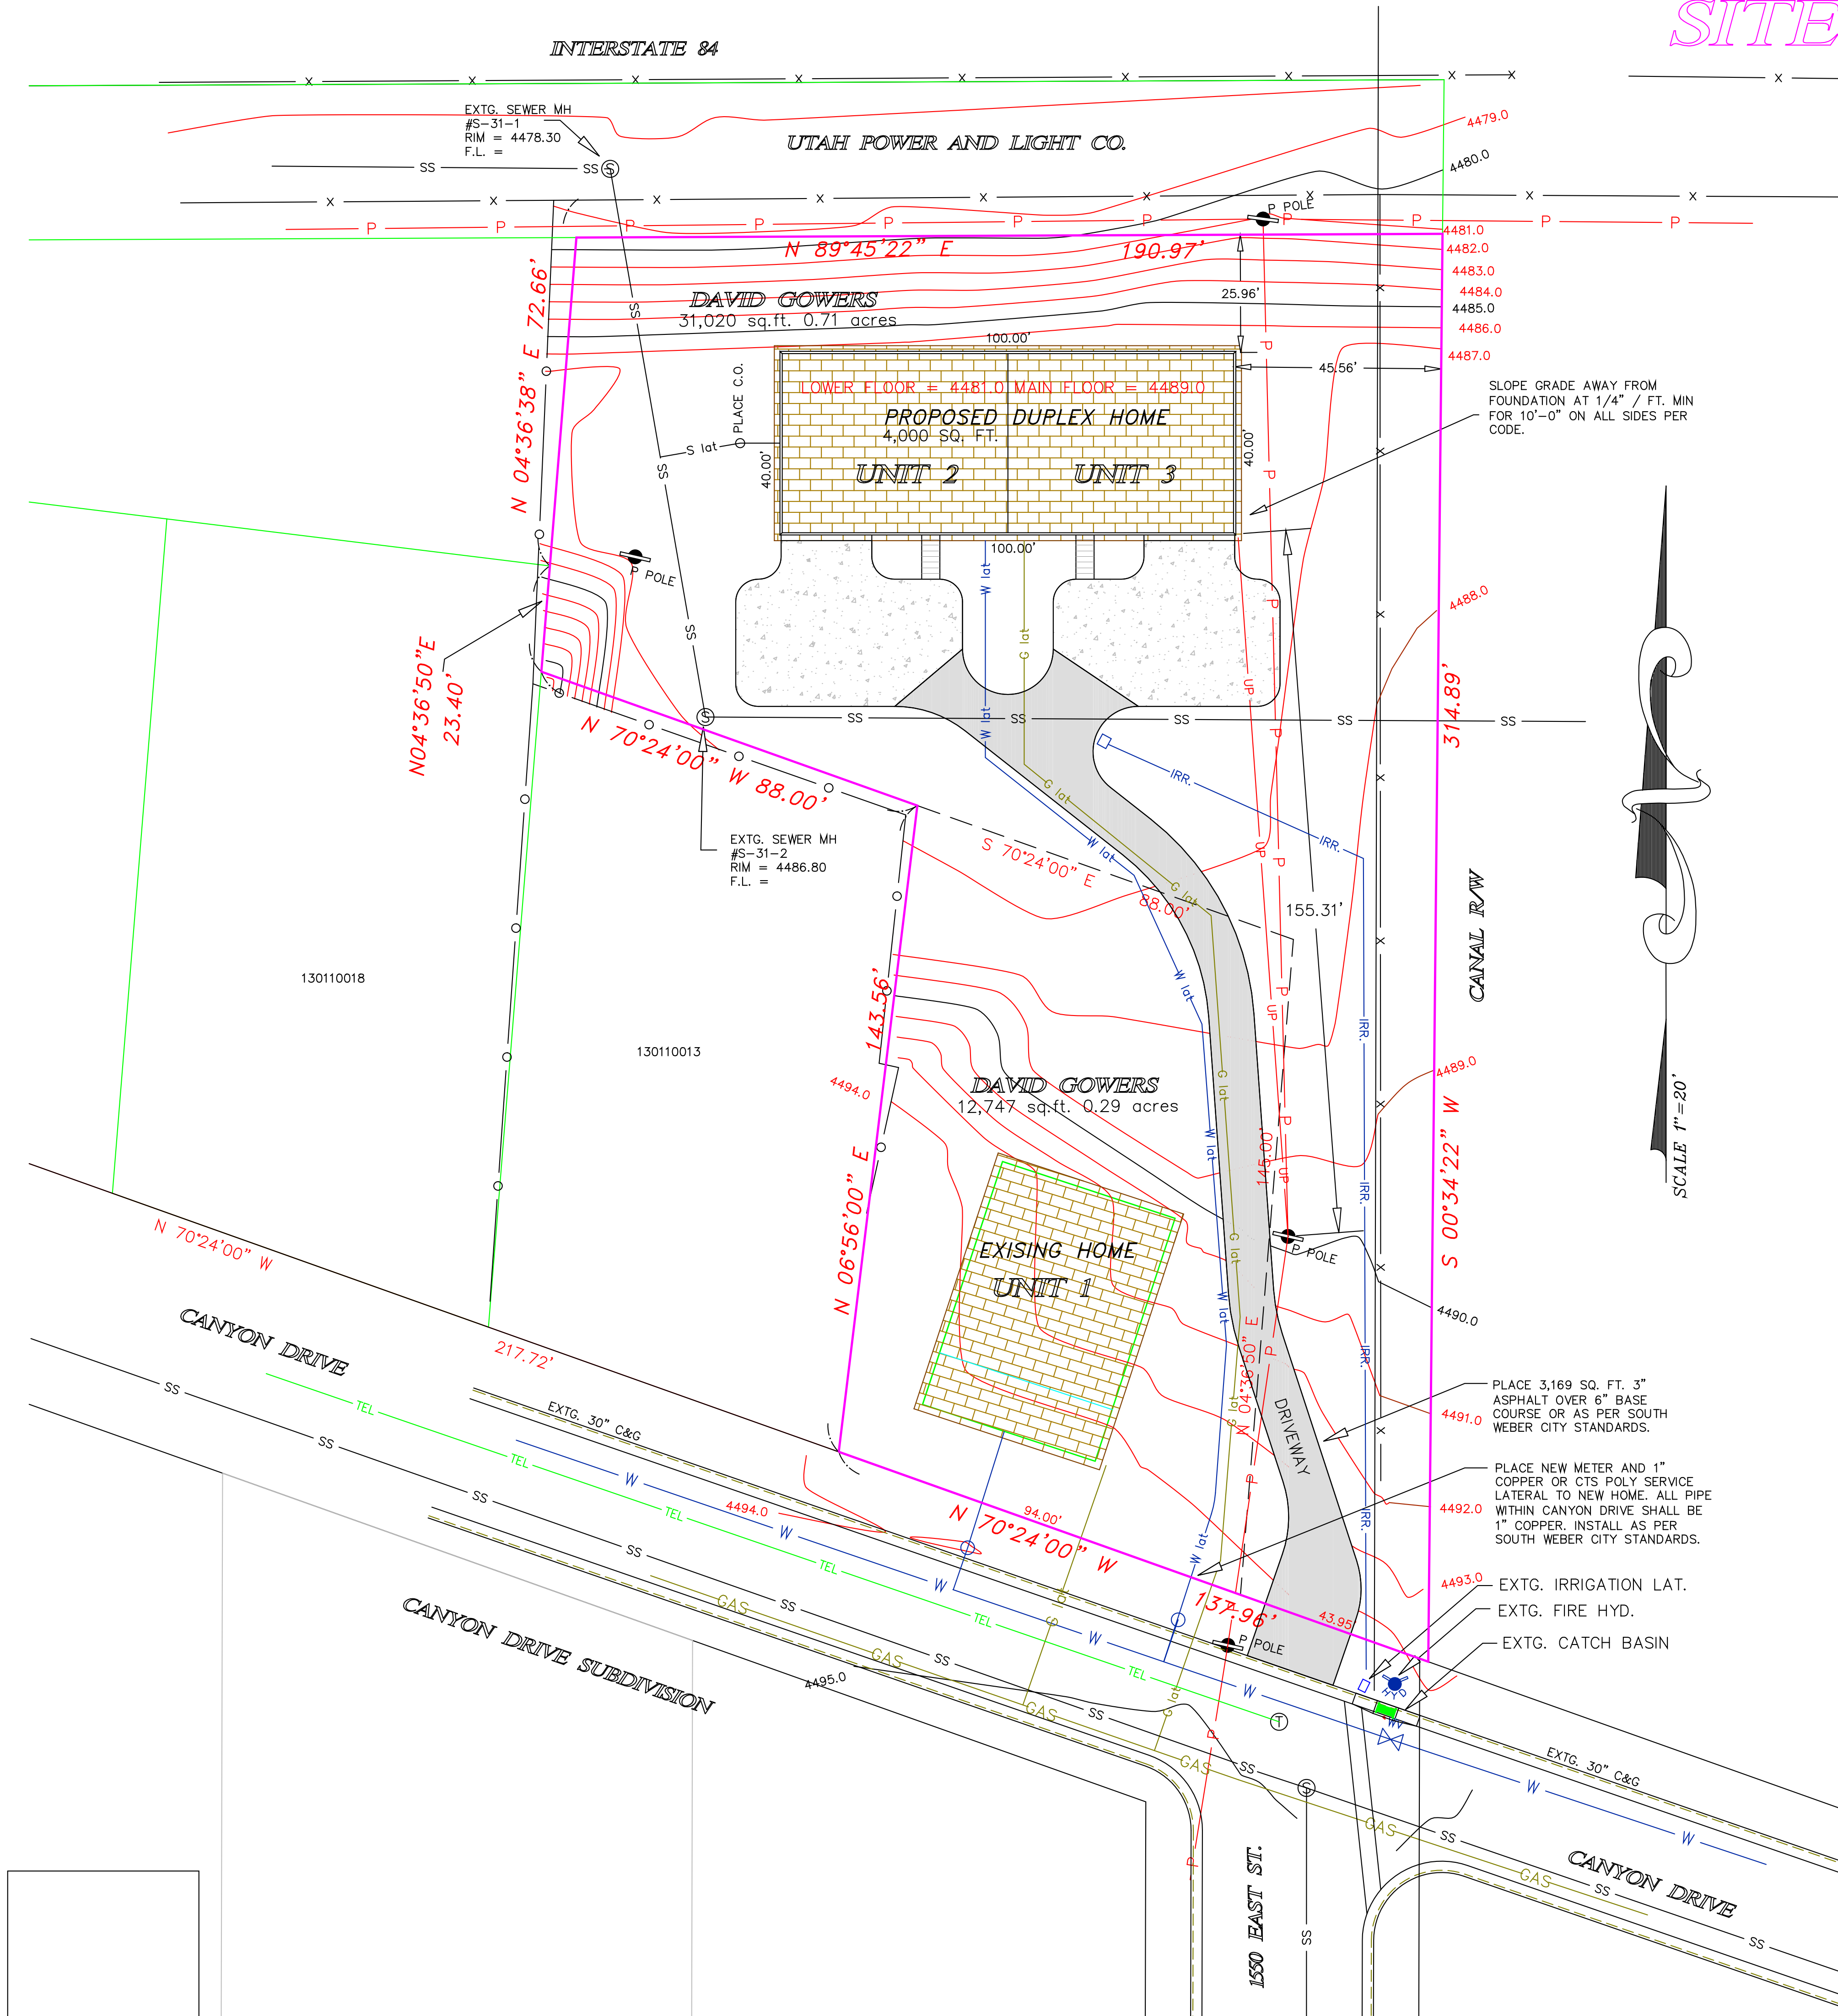 SITE
INTERSTATE 84
EXTG. SEWER MH
#S-31-1
RIM = 4478.30
F.L. =
UTAH POWER AND LIGHT CO.
4479.0
4480.0
P POLE
4481.0
4482.0
4483.0
4484.0
4485.0
4486.0
4487.0
N 89°45'22" E
190.97'
25.96'
N 04°36'38" E 72.66'
DAVID GOWERS
31,020 sq.ft. 0.71 acres
100.00'
45.56'
PLACE C.O.
LOWER FLOOR = 4481.0 MAIN FLOOR = 4489.0
PROPOSED DUPLEX HOME
4,000 SQ. FT.
UNIT 2
UNIT 3
40.00'
40.00'
100.00'
S lat
SLOPE GRADE AWAY FROM
FOUNDATION AT 1/4" / FT. MIN
FOR 10'-0" ON ALL SIDES PER
CODE.
P POLE
W lat
G lat
4488.0
N04°36'50"E
23.40'
N 70°24'00" W 88.00'
314.89'
EXTG. SEWER MH
#S-31-2
RIM = 4486.80
F.L. =
S 70°24'00" E
88.00'
155.31'
IRR.
CANAL R/W
130110018
130110013
143.56'
N 06°56'00" E
4494.0
DAVID GOWERS
12,747 sq.ft. 0.29 acres
145.00'
N 04°36'50" E
4489.0
S 00°34'22" W
SCALE 1"=20'
EXISING HOME
UNIT 1
P POLE
4490.0
N 70°24'00" W
217.72'
CANYON DRIVE
DRIVEWAY
4491.0
PLACE 3,169 SQ. FT. 3"
ASPHALT OVER 6" BASE
COURSE OR AS PER SOUTH
WEBER CITY STANDARDS.
4492.0
PLACE NEW METER AND 1"
COPPER OR CTS POLY SERVICE
LATERAL TO NEW HOME. ALL PIPE
WITHIN CANYON DRIVE SHALL BE
1" COPPER. INSTALL AS PER
SOUTH WEBER CITY STANDARDS.
4493.0
EXTG. IRRIGATION LAT.
EXTG. FIRE HYD.
EXTG. CATCH BASIN
EXTG. 30" C&G
4494.0
94.00'
N 70°24'00" W
137.96'
43.95
P POLE
HYD
WV
CANYON DRIVE SUBDIVISION
4495.0
TEL
GAS
SS
W
EXTG. 30" C&G
CANYON DRIVE
1550 EAST ST.